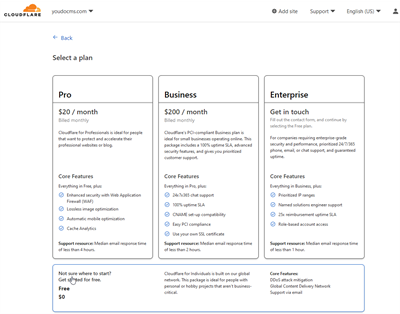 CLOUDFLARE
youdocms.com
Add site
Support
English (US)
Back
Select a plan
Pro
$20 / month
Billed monthly
Cloudflare for Professionals is ideal for people
that want to protect and accelerate their
professional websites or blog.
Core Features
Everything in Free, plus:
Enhanced security with Web Application
Firewall (WAF)
Lossless image optimization
Automatic mobile optimization
Cache Analytics
Support resource: Median email response time
of less than 4 hours.
Business
$200 / month
Billed monthly
Cloudflare's PCI-compliant Business plan is
ideal for small businesses operating online. This
package includes a 100% uptime SLA, advanced
security features, and gives you prioritized
customer support.
Core Features
Everything in Pro, plus:
24x7x365 chat support
100% uptime SLA
CNAME set-up compatibility
Easy PCI compliance
Use your own SSL certificate
Support resource: Median email response time
of less than 2 hours.
Enterprise
Get in touch
Fill out the contact form, and continue by
selecting the Free plan.
For companies requiring enterprise grade
security and performance, prioritized 24/7/365
phone, email, or chat support, and guaranteed
uptime.
Core Features
Everything in Business, plus:
Prioritized IP ranges
Named solutions engineer support
25x reimbursement uptime SLA
Role-based account access
Support resource: Median email response time
of less than 1 hour.
Not sure where to start?
Get started for free.
Free
$0
Cloudflare for Individuals is built on our global
network. This package is ideal for people with
personal or hobby projects that aren't business-
critical.
Core Features:
DDoS attack mitigation
Global Content Delivery Network
Support via email